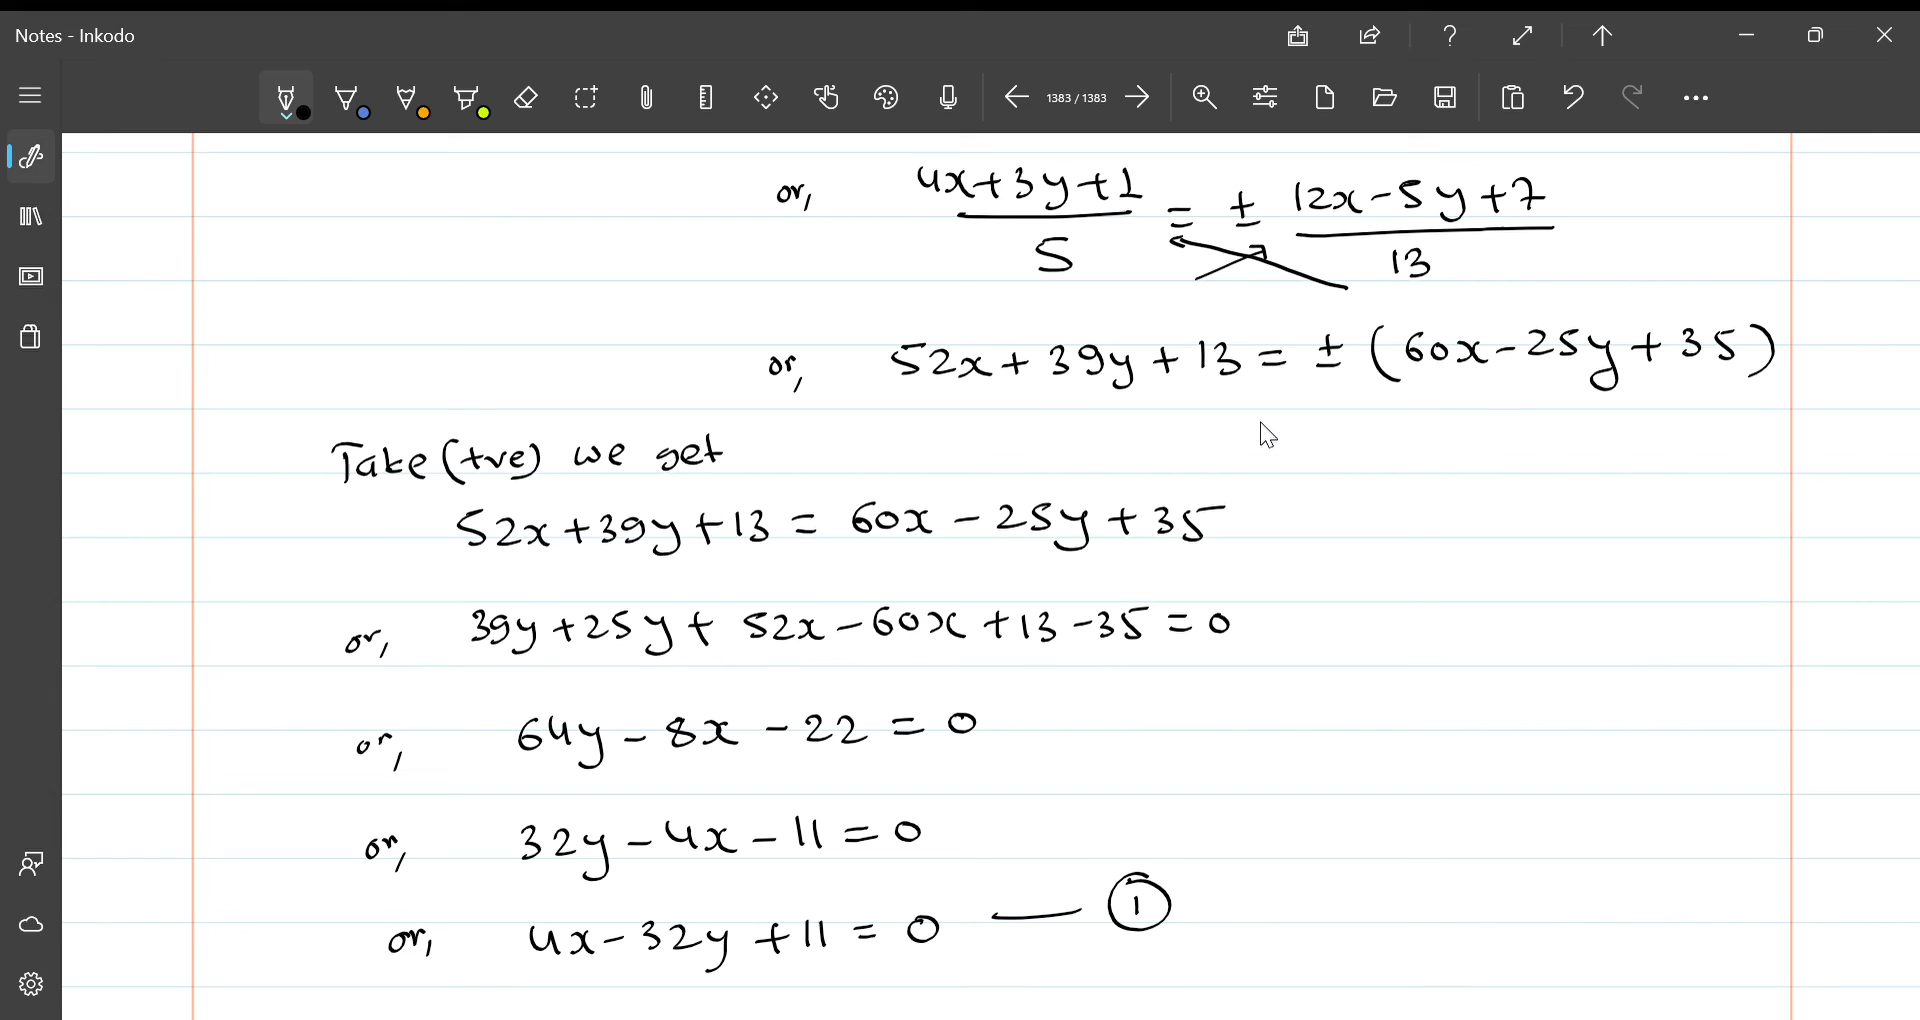 Notes - Inkodo
1383 / 1383
or, (4x+3y+1)/5 = ± (12x-5y+7)/13
or, 52x + 39y + 13 = ± (60x - 25y + 35)
Take (+ve) we get
52x + 39y + 13 = 60x - 25y + 35
or, 39y + 25y + 52x - 60x + 13 - 35 = 0
or, 64y - 8x - 22 = 0
or, 32y - 4x - 11 = 0
or, 4x - 32y + 11 = 0 — ①